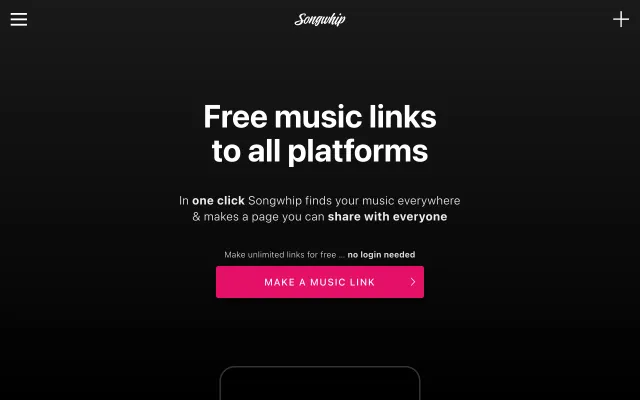 Songwhip
Free music links
to all platforms
In one click Songwhip finds your music everywhere
& makes a page you can share with everyone
Make unlimited links for free ... no login needed
MAKE A MUSIC LINK